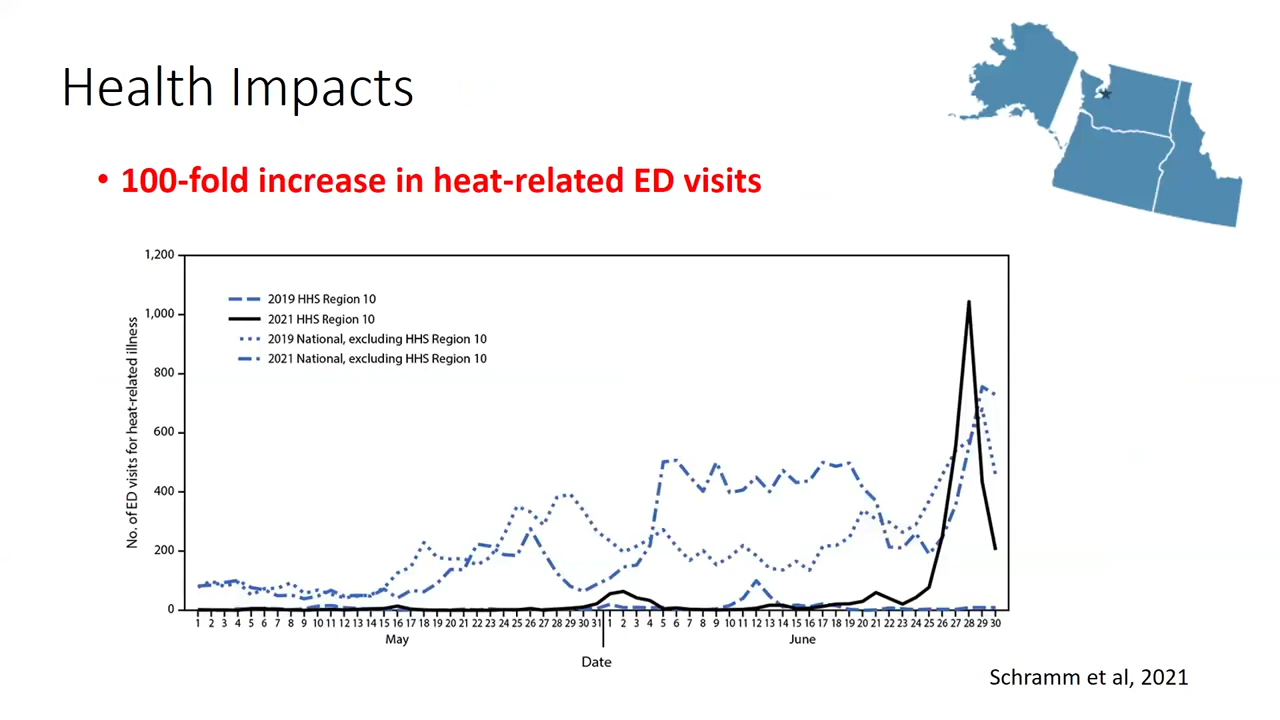 Health Impacts
• 100-fold increase in heat-related ED visits
No. of ED visits for heat-related illness
1,200
1,000
800
600
400
200
0
2019 HHS Region 10
2021 HHS Region 10
2019 National, excluding HHS Region 10
2021 National, excluding HHS Region 10
1 2 3 4 5 6 7 8 9 10 11 12 13 14 15 16 17 18 19 20 21 22 23 24 25 26 27 28 29 30 31 1 2 3 4 5 6 7 8 9 10 11 12 13 14 15 16 17 18 19 20 21 22 23 24 25 26 27 28 29 30
May June
Date
Schramm et al, 2021